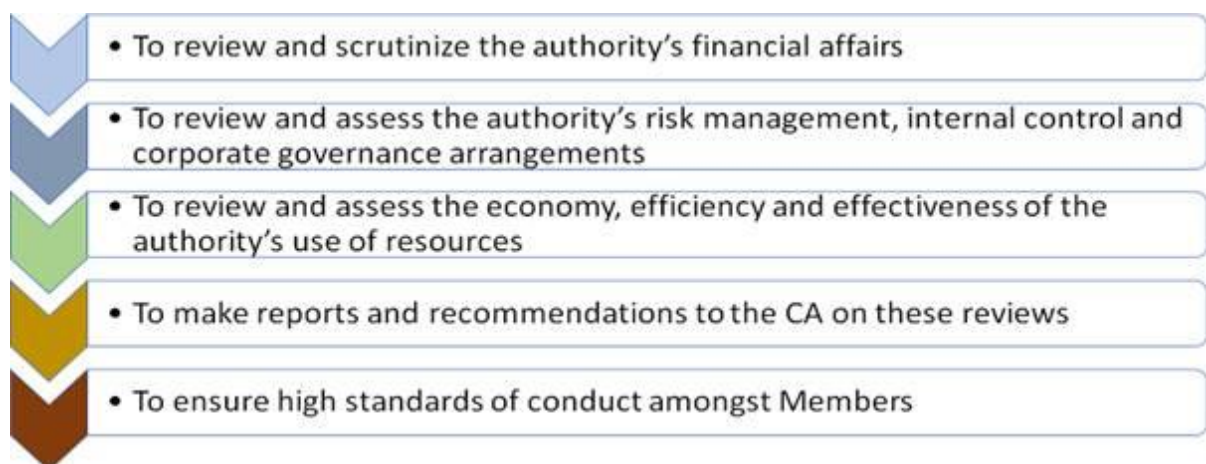 • To review and scrutinize the authority's financial affairs
• To review and assess the authority's risk management, internal control and
corporate governance arrangements
• To review and assess the economy, efficiency and effectiveness of the
authority's use of resources
• To make reports and recommendations to the CA on these reviews
• To ensure high standards of conduct amongst Members